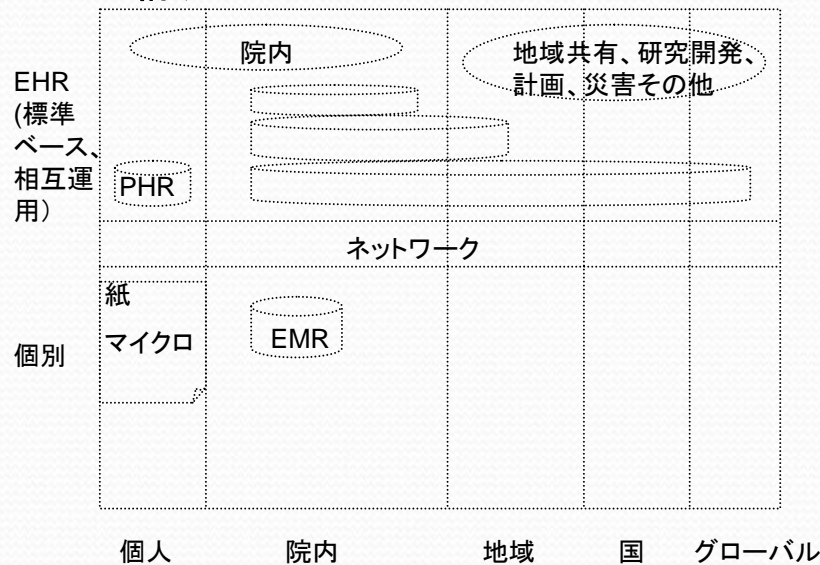 院内
地域共有、研究開発、
計画、災害その他
EHR
(標準
ベース、
相互運
用)
PHR
ネットワーク
紙
マイクロ
EMR
個別
個人
院内
地域
国
グローバル